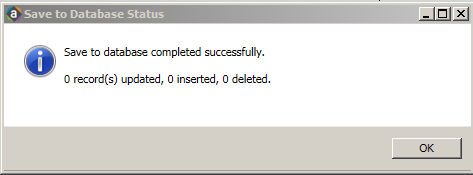 Save to Database Status
Save to database completed successfully.
0 record(s) updated, 0 inserted, 0 deleted.
OK